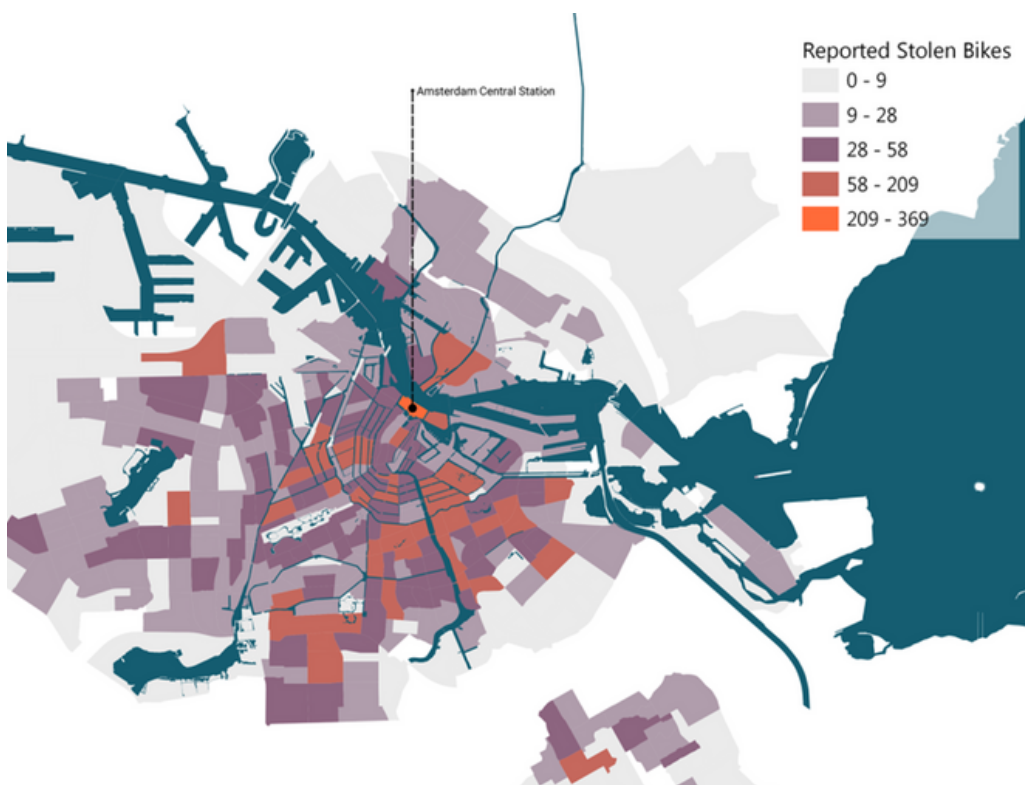 Reported Stolen Bikes
0 - 9
9 - 28
28 - 58
58 - 209
209 - 369
Amsterdam Central Station